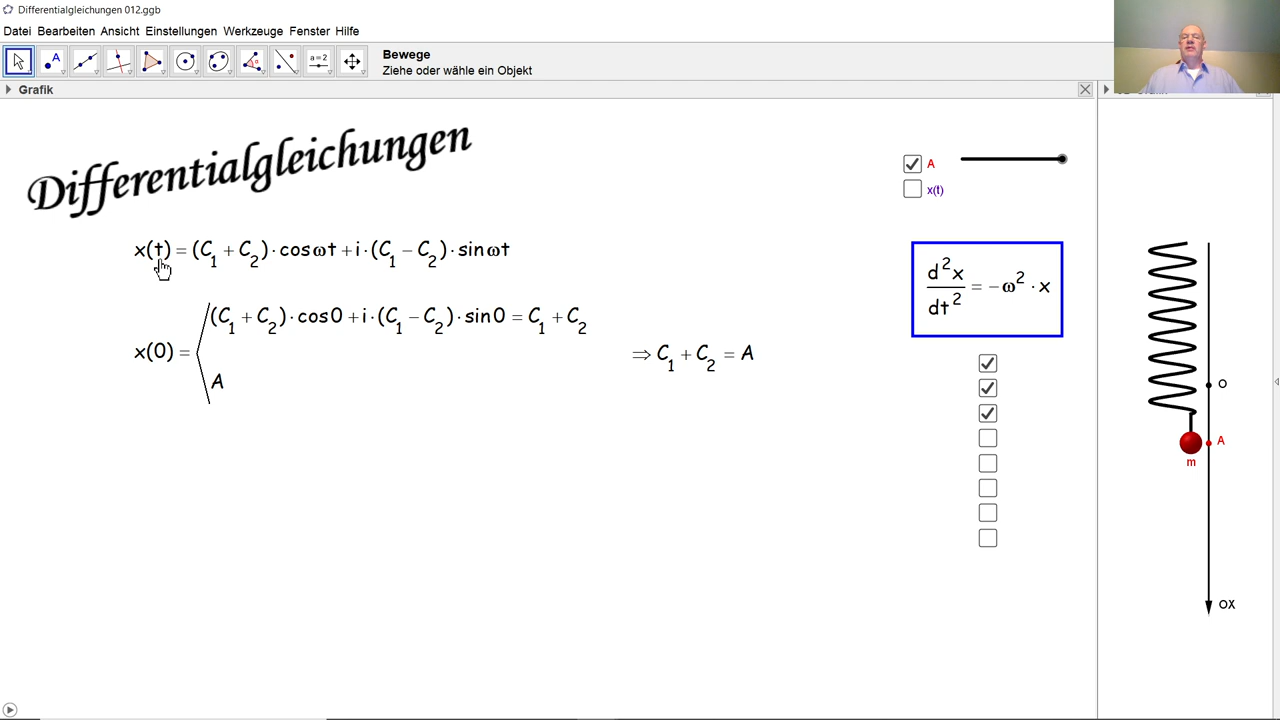 Differentialgleichungen 012.ggb
Datei Bearbeiten Ansicht Einstellungen Werkzeuge Fenster Hilfe
A
a=2
Bewege
Ziehe oder wähle ein Objekt
Grafik
Differentialgleichungen
A
x(t)
x(t) = (C₁ + C₂)·cosωt + i·(C₁ − C₂)·sinωt
d²x/dt² = −ω²·x
(C₁ + C₂)·cos0 + i·(C₁ − C₂)·sin0 = C₁ + C₂
x(0) =
⇒ C₁ + C₂ = A
A
O
A
m
OX